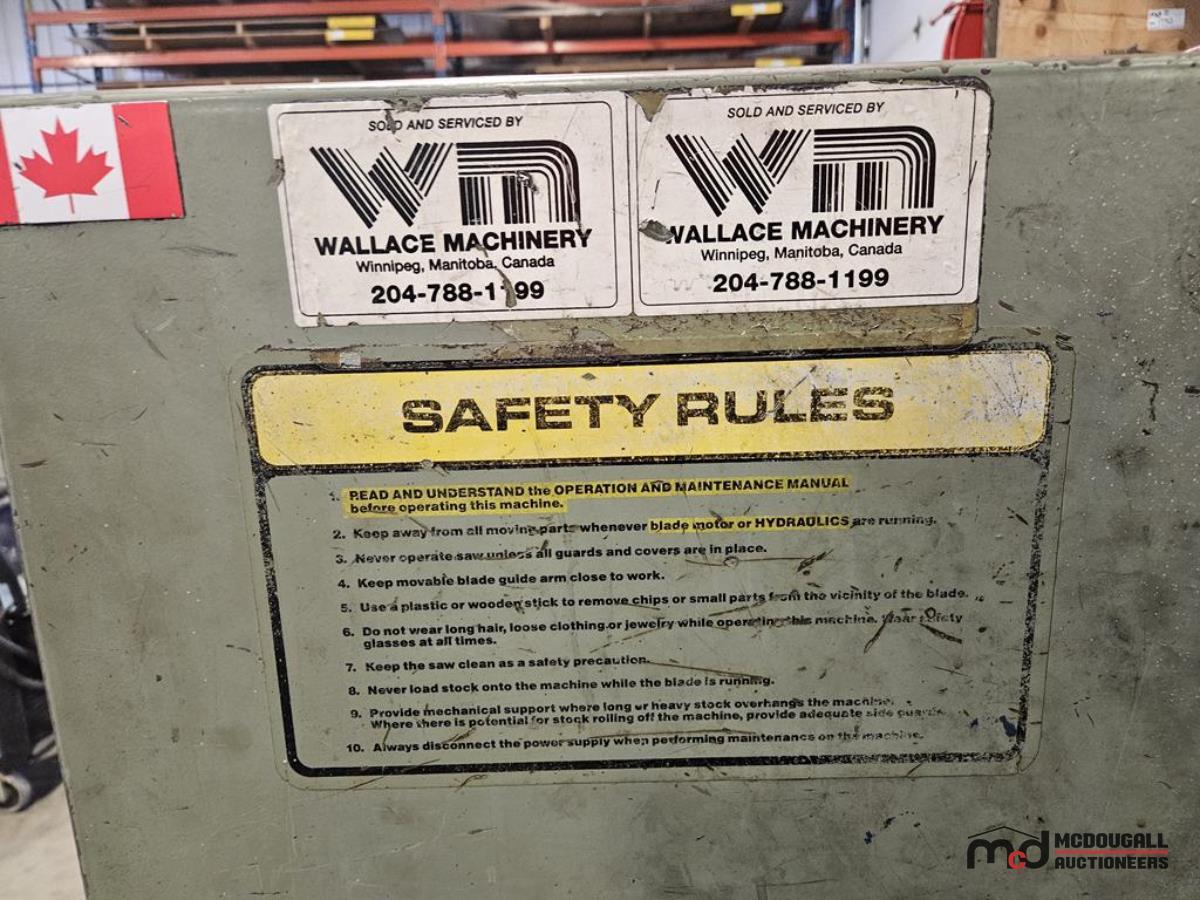 SOLD AND SERVICED BY
WM
WALLACE MACHINERY
Winnipeg, Manitoba, Canada
204-788-1199
SOLD AND SERVICED BY
WM
WALLACE MACHINERY
Winnipeg, Manitoba, Canada
204-788-1199
SAFETY RULES
1. READ AND UNDERSTAND the OPERATION AND MAINTENANCE MANUAL
before operating this machine.
2. Keep away from all moving parts whenever blade motor or HYDRAULICS are running.
3. Never operate saw unless all guards and covers are in place.
4. Keep movable blade guide arm close to work.
5. Use a plastic or wooden stick to remove chips or small parts from the vicinity of the blade.
6. Do not wear long hair, loose clothing or jewelry while operating this machine. Wear safety
glasses at all times.
7. Keep the saw clean as a safety precaution.
8. Never load stock onto the machine while the blade is running.
9. Provide mechanical support where long or heavy stock overhangs the machine.
Where there is potential for stock rolling off the machine, provide adequate side guards.
10. Always disconnect the power supply when performing maintenance on the machine.
mcD MCDOUGALL
AUCTIONEERS